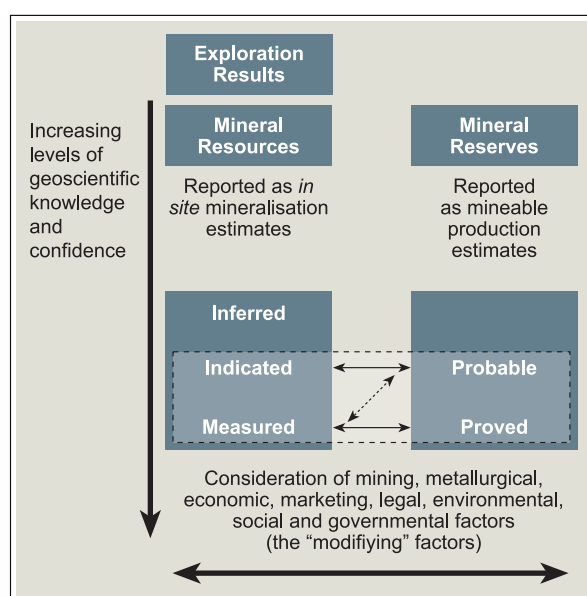 Exploration
Results
Increasing
levels of
geoscientific
knowledge
and
confidence
Mineral
Resources
Mineral
Reserves
Reported as in
site mineralisation
estimates
Reported
as mineable
production
estimates
Inferred
Indicated
Probable
Measured
Proved
Consideration of mining, metallurgical,
economic, marketing, legal, environmental,
social and governmental factors
(the “modifiying” factors)